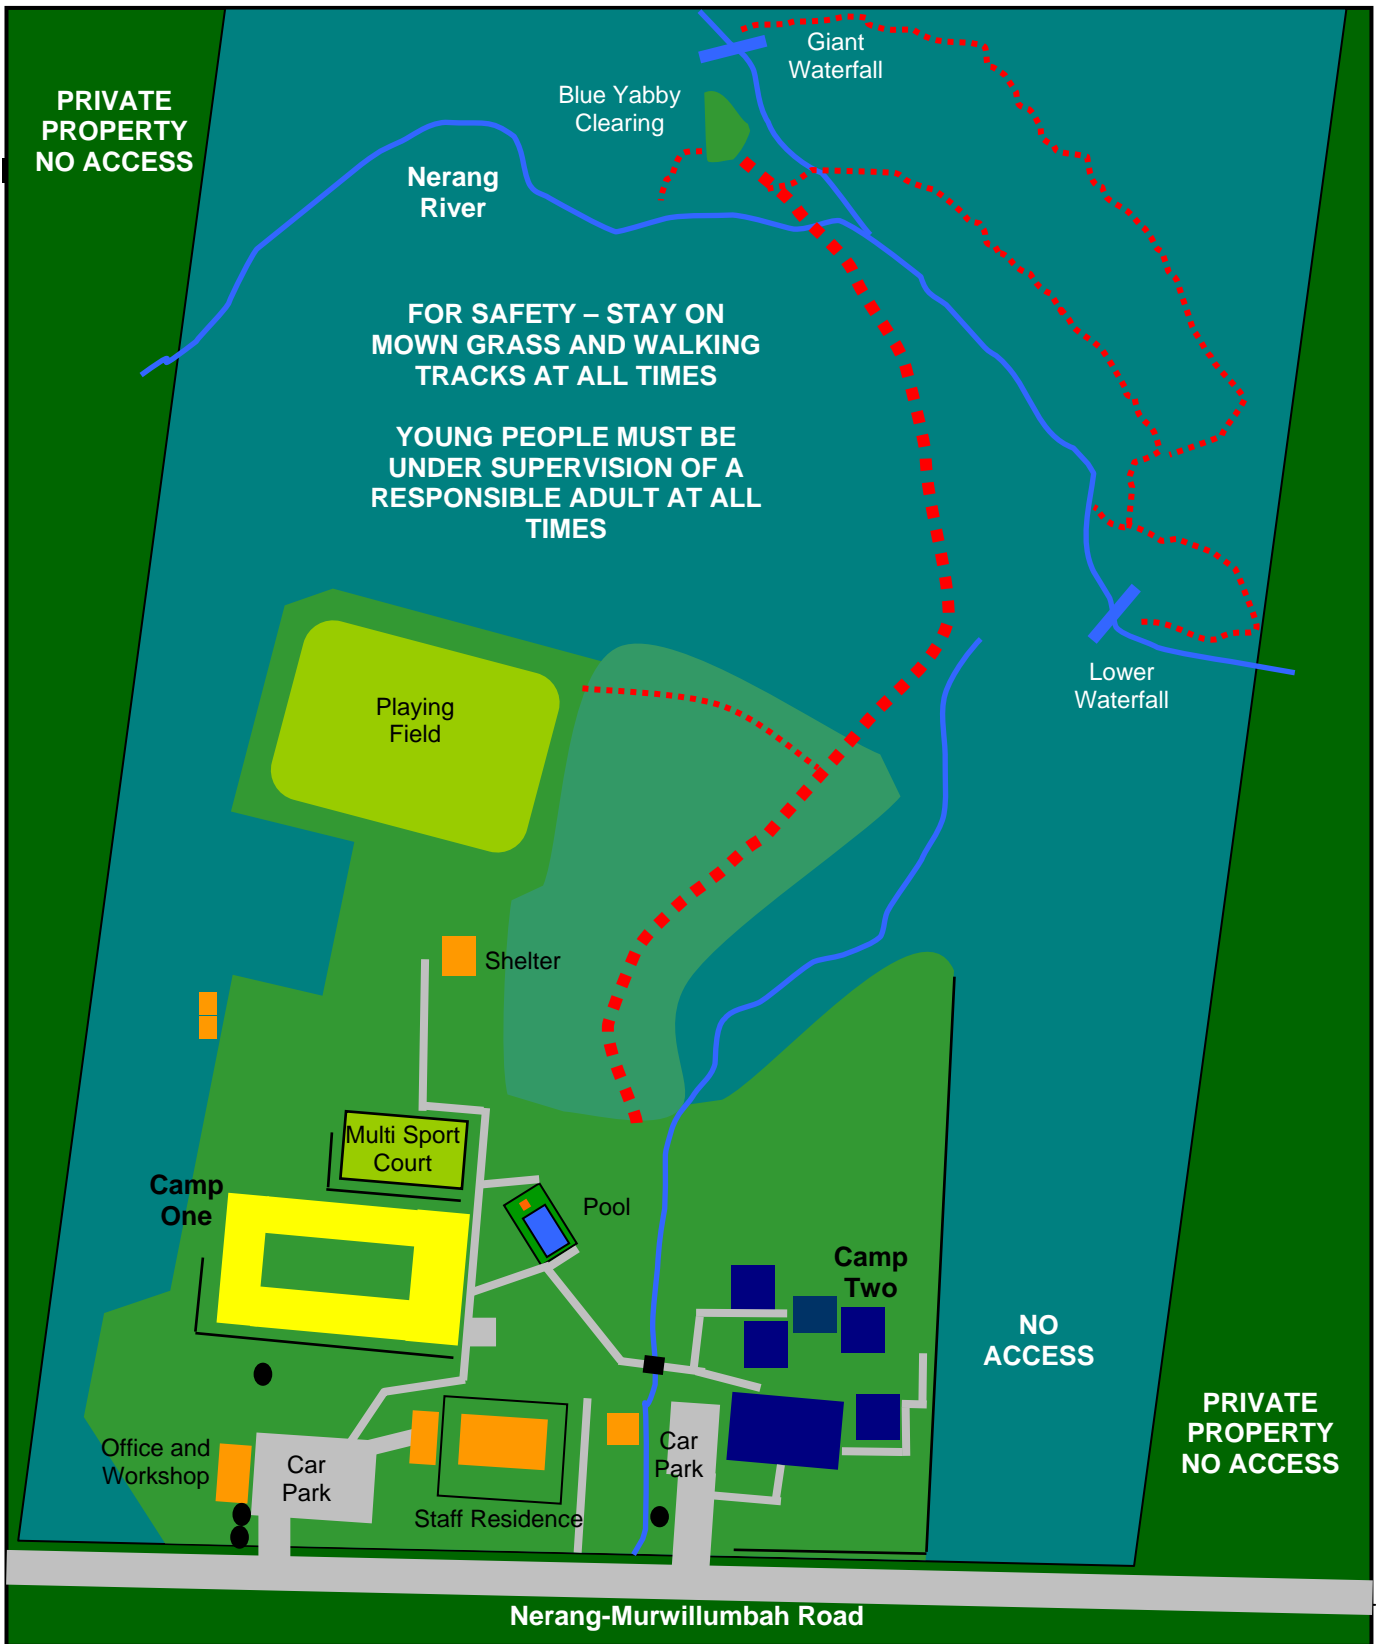 Giant
Waterfall
Blue Yabby
Clearing
PRIVATE
PROPERTY
NO ACCESS
Nerang
River
FOR SAFETY – STAY ON
MOWN GRASS AND WALKING
TRACKS AT ALL TIMES
YOUNG PEOPLE MUST BE
UNDER SUPERVISION OF A
RESPONSIBLE ADULT AT ALL
TIMES
Lower
Waterfall
Playing
Field
Shelter
Multi Sport
Court
Camp
One
Pool
Camp
Two
NO
ACCESS
PRIVATE
PROPERTY
NO ACCESS
Office and
Workshop
Car
Park
Car
Park
Staff Residence
Nerang-Murwillumbah Road